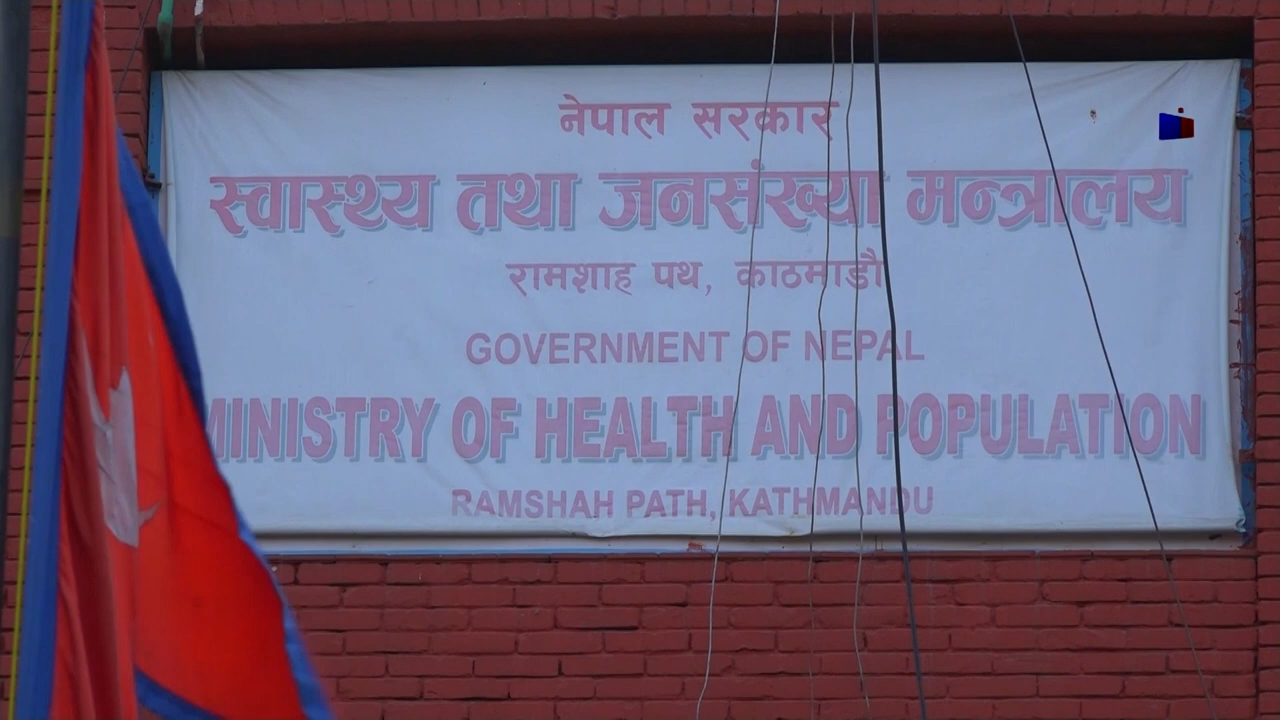 नेपाल सरकार
स्वास्थ्य तथा जनसंख्या मन्त्रालय
रामशाह पथ, काठमाडौं
GOVERNMENT OF NEPAL
MINISTRY OF HEALTH AND POPULATION
RAMSHAH PATH, KATHMANDU